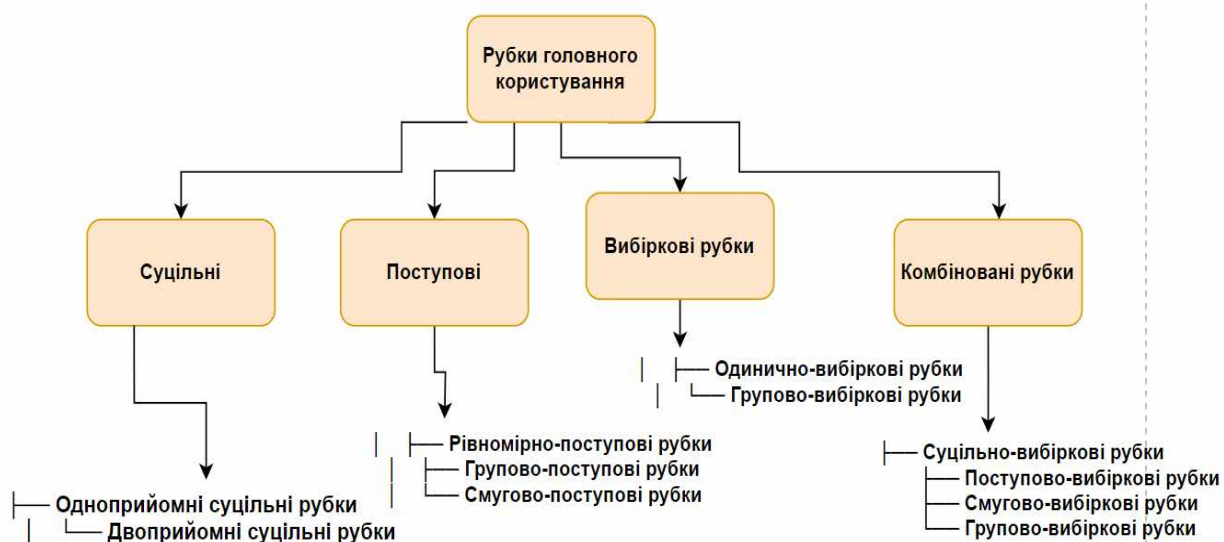 Рубки головного
користування
Суцільні
Поступові
Вибіркові рубки
Комбіновані рубки
Одноприйомні суцільні рубки
Двоприйомні суцільні рубки
Рівномірно-поступові рубки
Групово-поступові рубки
Смугово-поступові рубки
Одинично-вибіркові рубки
Групово-вибіркові рубки
Суцільно-вибіркові рубки
Поступово-вибіркові рубки
Смугово-вибіркові рубки
Групово-вибіркові рубки